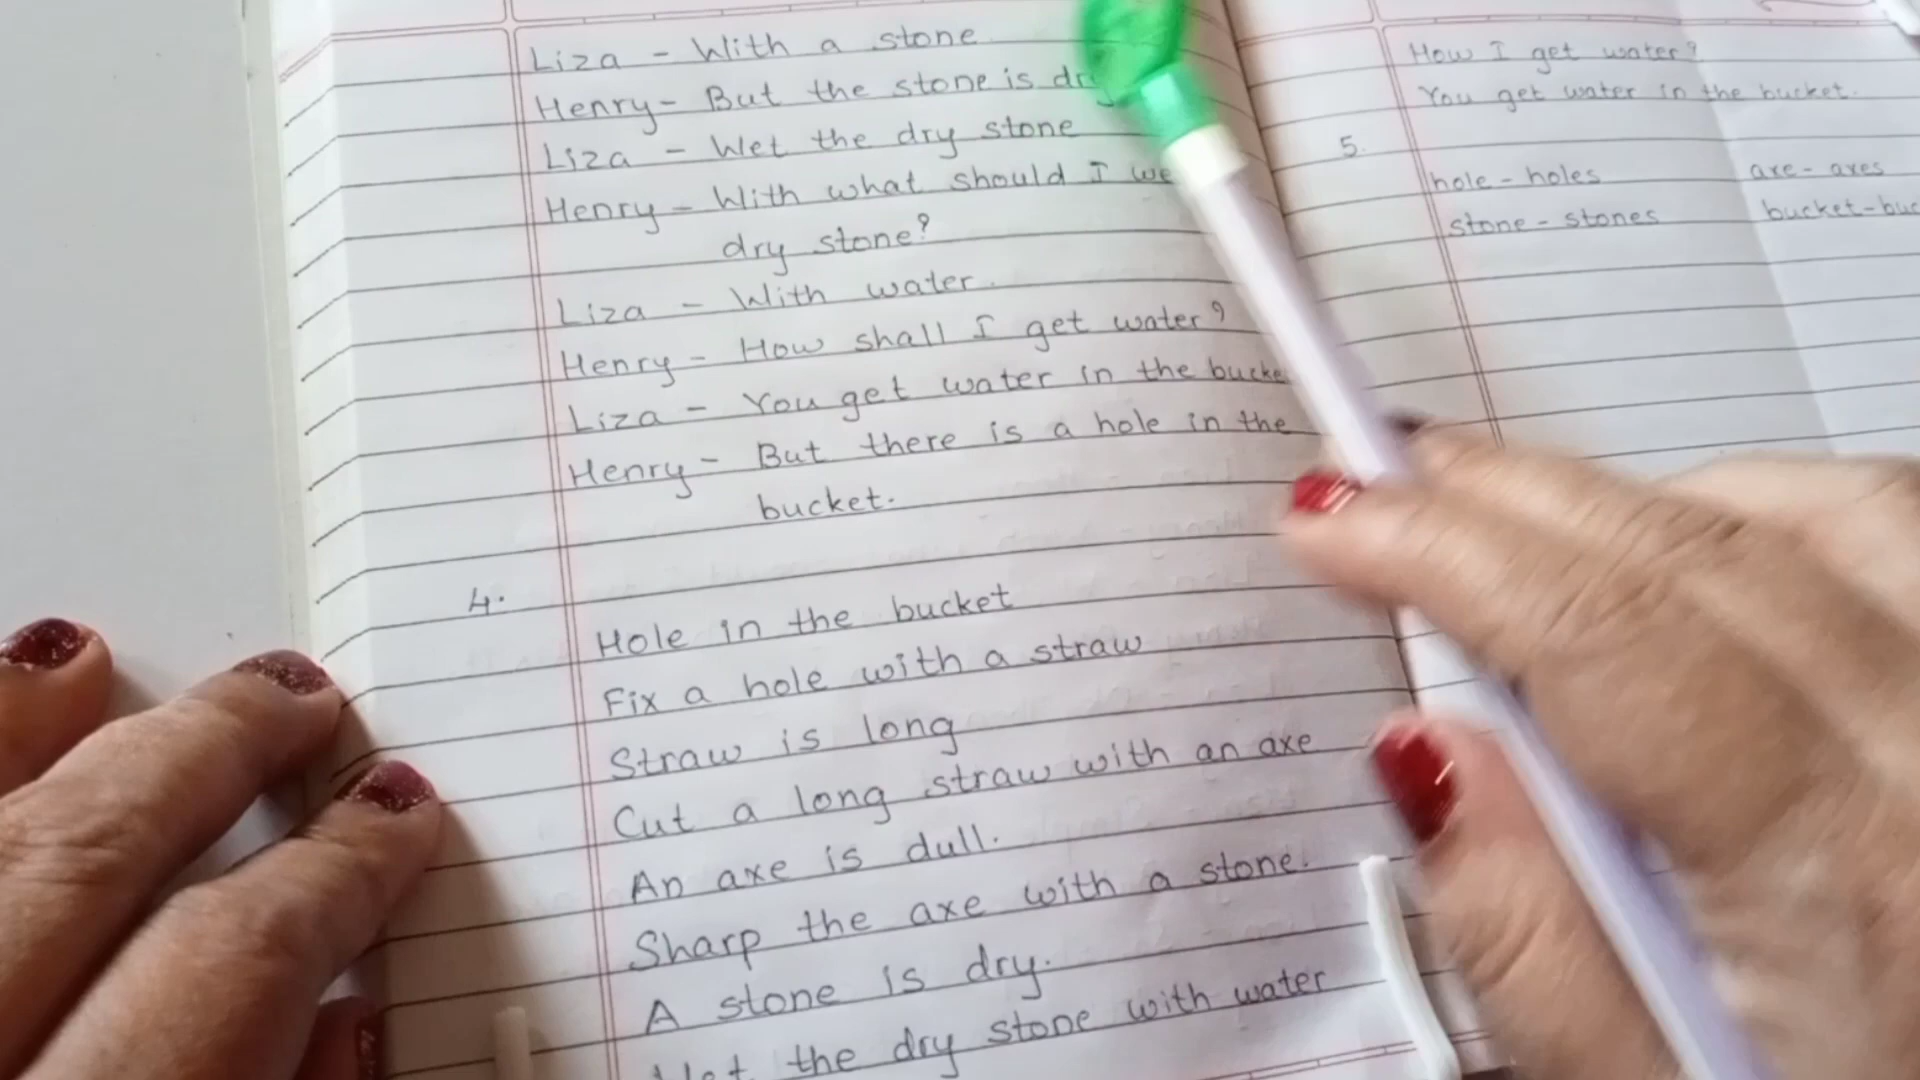 Liza - With a stone
Henry - But the stone is
Liza - Wet the dry stone
Henry - With what should I
dry stone?
Liza - With water.
Henry - How shall I get water?
Liza - You get water in the
Henry - But there is a hole in the
bucket.
4.
Hole in the bucket
Fix a hole with a straw
Straw is long
Cut a long straw with an axe
An axe is dull.
Sharp the axe with a stone.
A stone is dry.
the dry stone with water
How I get water?
You get water in the bucket.
5.
hole - holes axe - axes
stone - stones